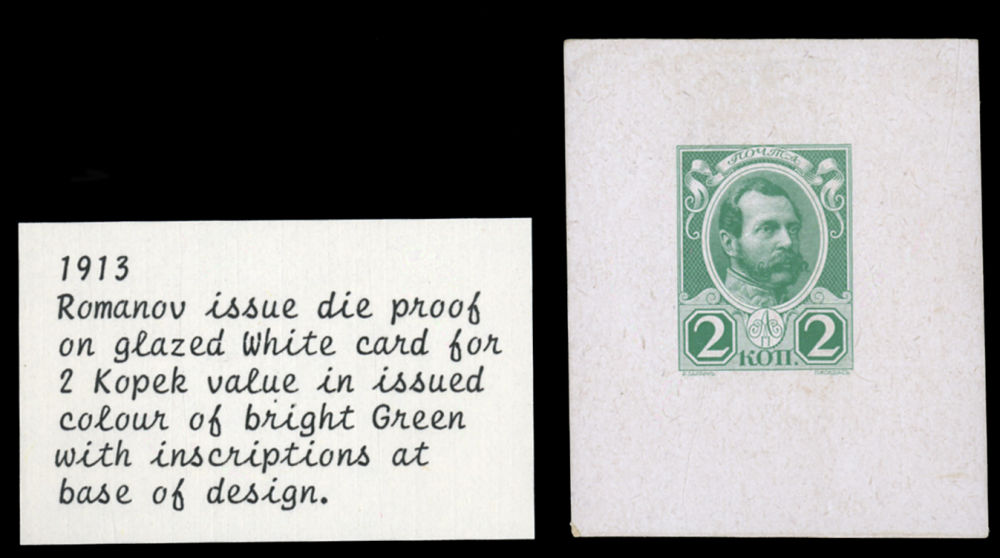 1913
Romanov issue die proof
on glazed White card for
2 Kopek value in issued
colour of bright Green
with inscriptions at
base of design.
ПОЧТА
2 2
КОП.